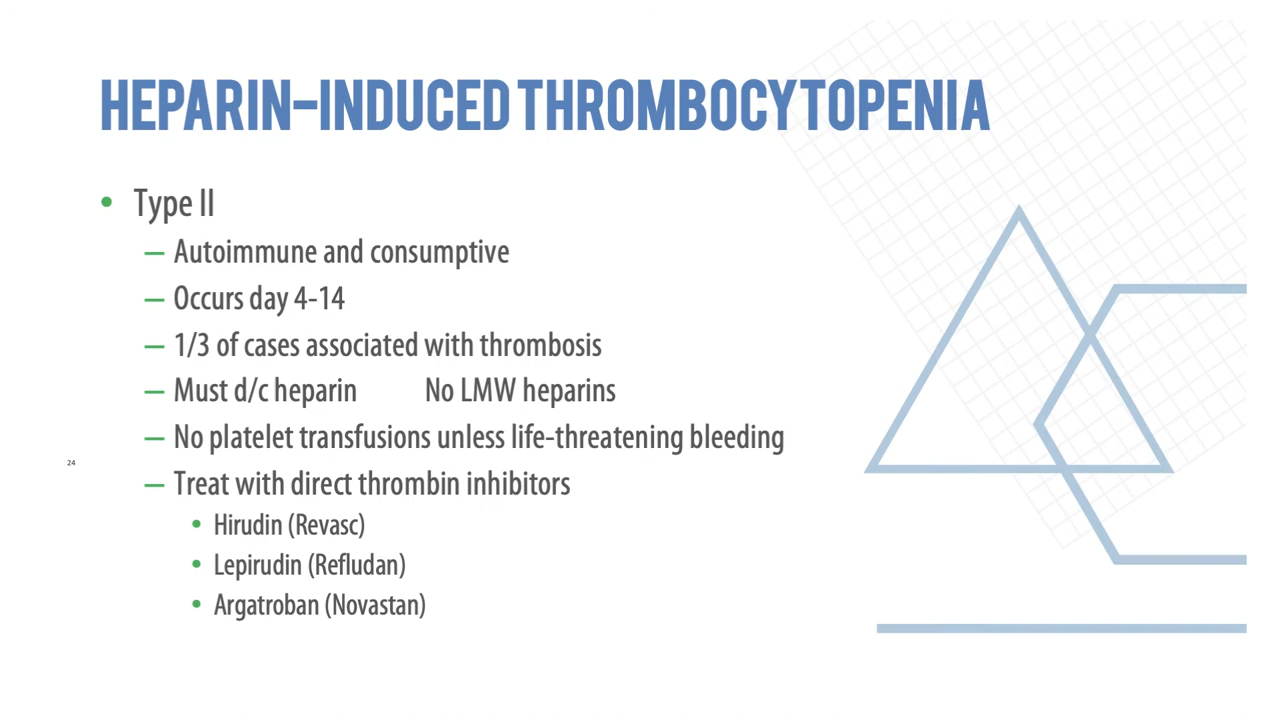 HEPARIN–INDUCED THROMBOCYTOPENIA
• Type II
– Autoimmune and consumptive
– Occurs day 4-14
– 1/3 of cases associated with thrombosis
– Must d/c heparin No LMW heparins
– No platelet transfusions unless life-threatening bleeding
24
– Treat with direct thrombin inhibitors
• Hirudin (Revasc)
• Lepirudin (Refludan)
• Argatroban (Novastan)